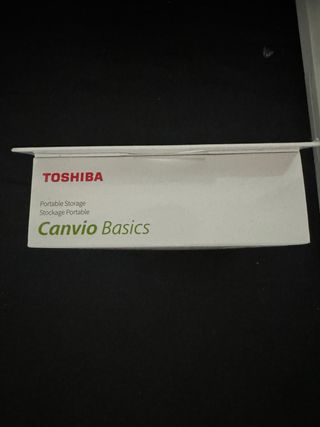 TOSHIBA
Portable Storage
Stockage Portable
Canvio Basics